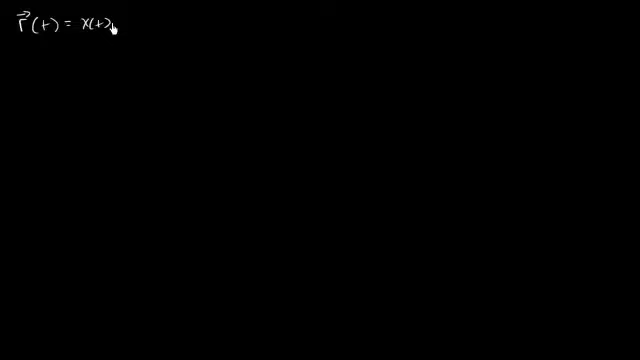 r⃗(t) = x(t)